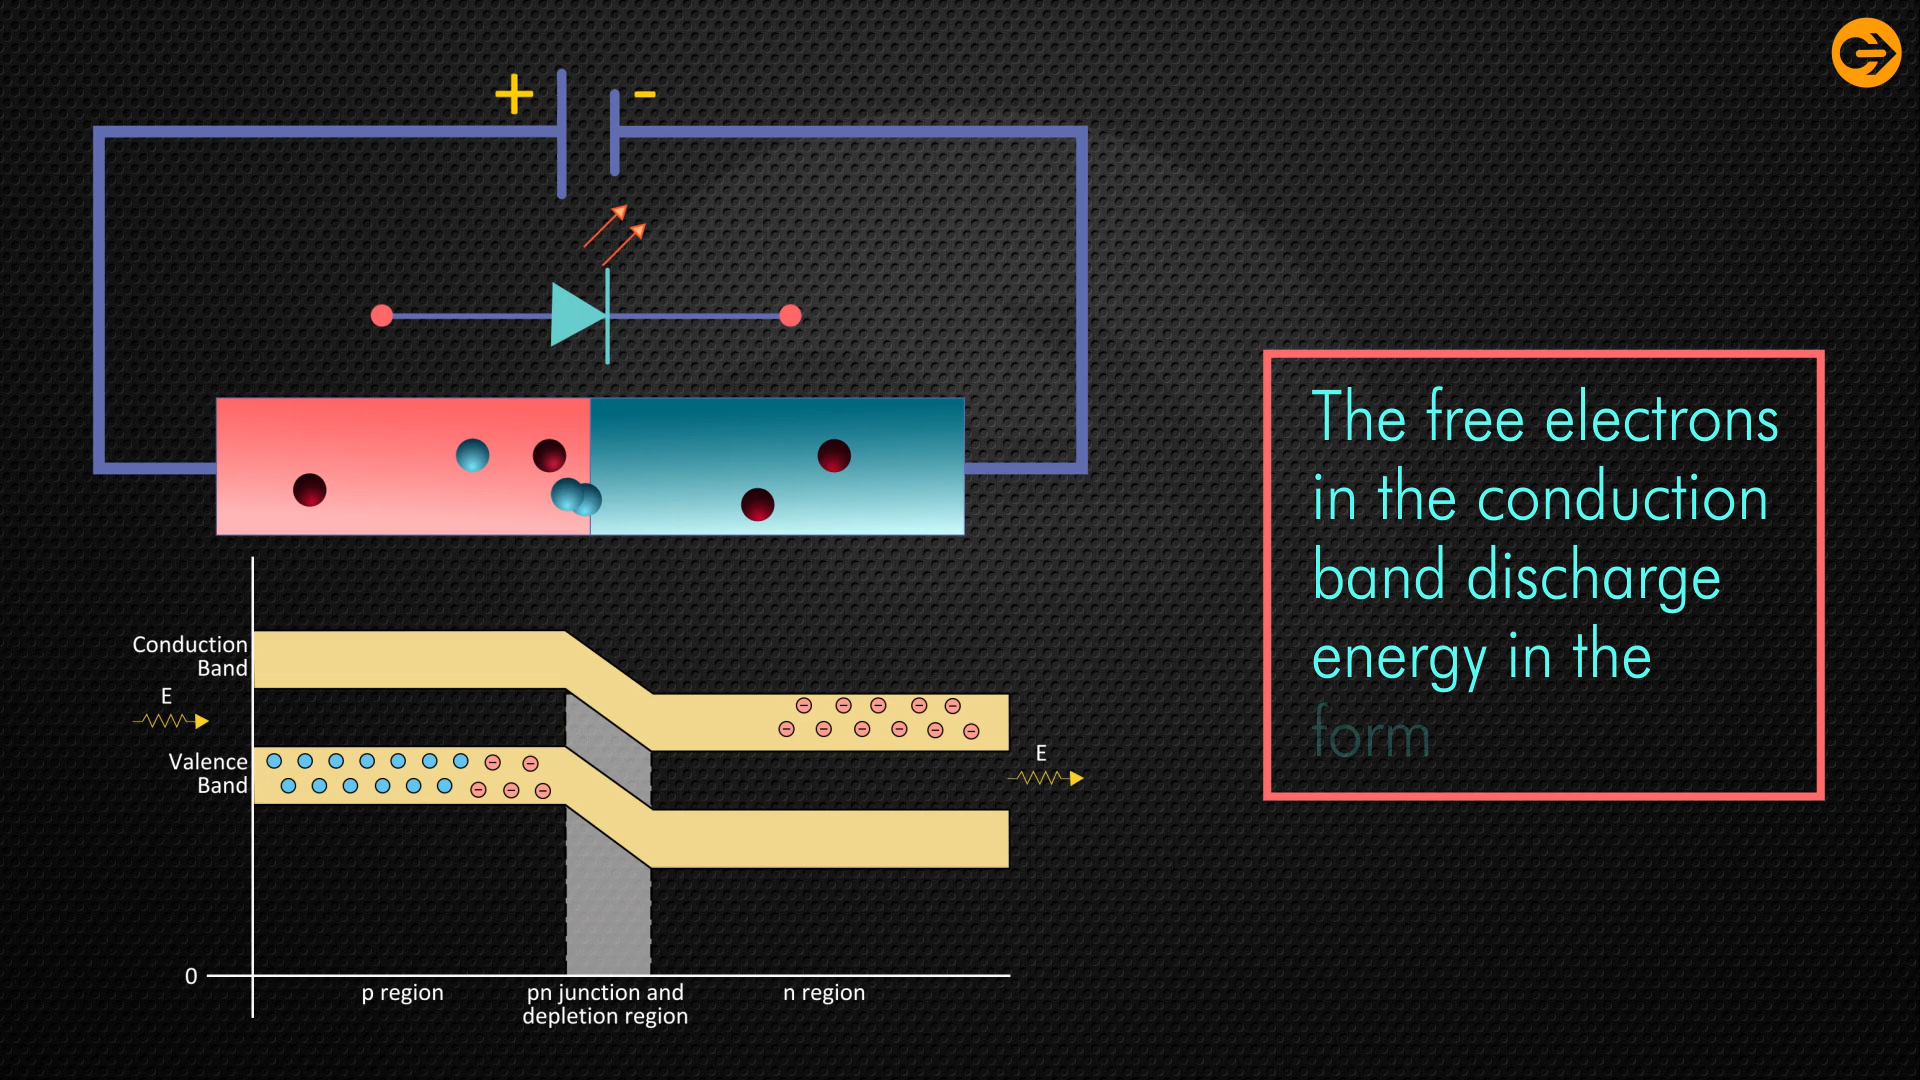 + -
The free electrons
in the conduction
band discharge
energy in the
form
Conduction
Band
E
Valence
Band
E
0
p region
pn junction and
depletion region
n region